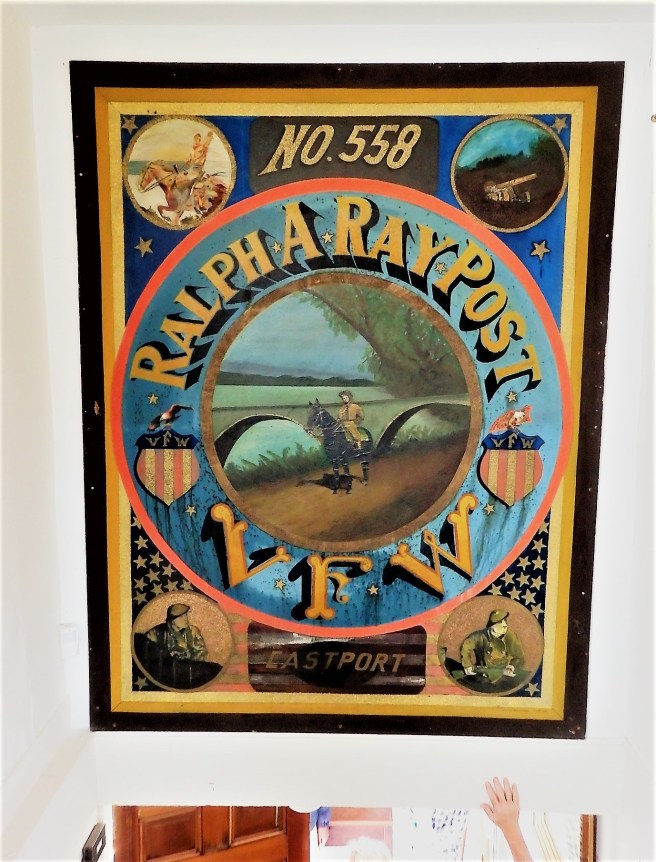 NO. 558
RALPH A RAY POST
VFW
VFW
VFW
EASTPORT